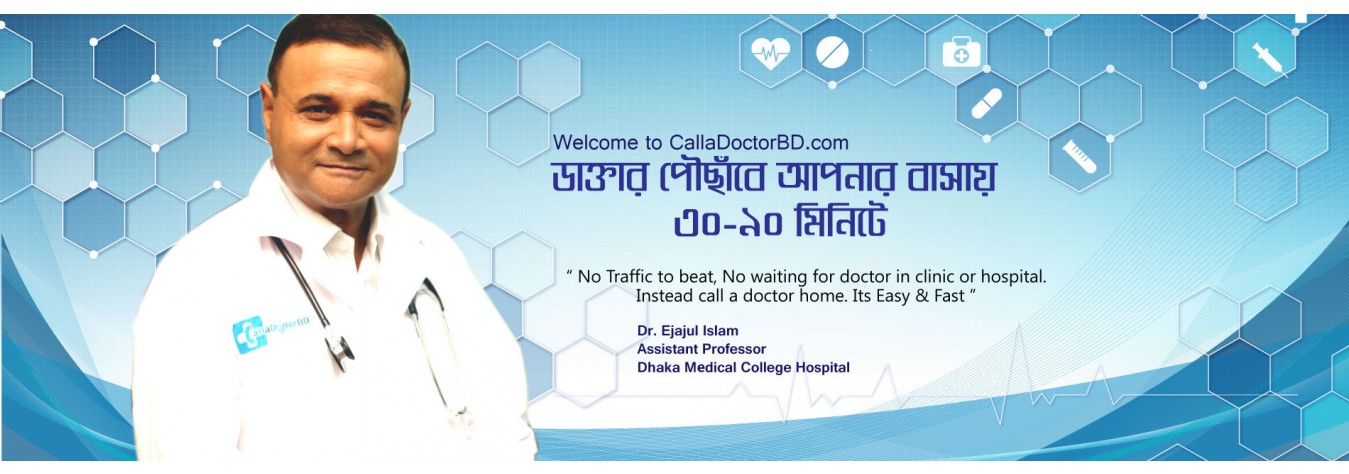 Welcome to CallaDoctorBD.com
ডাক্তার পৌছাঁবে আপনার বাসায়
৩০-৯০ মিনিটে
“ No Traffic to beat, No waiting for doctor in clinic or hospital.
Instead call a doctor home. Its Easy & Fast ”
Dr. Ejajul Islam
Assistant Professor
Dhaka Medical College Hospital
CallaDoctorBD